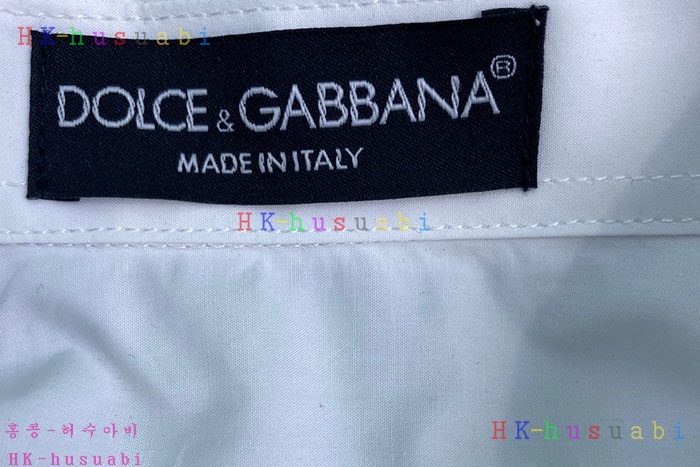 HK-husuabi
DOLCE & GABBANA®
MADE IN ITALY
HK-husuabi
홍콩-허수아비
HK-husuabi
HK-husuabi